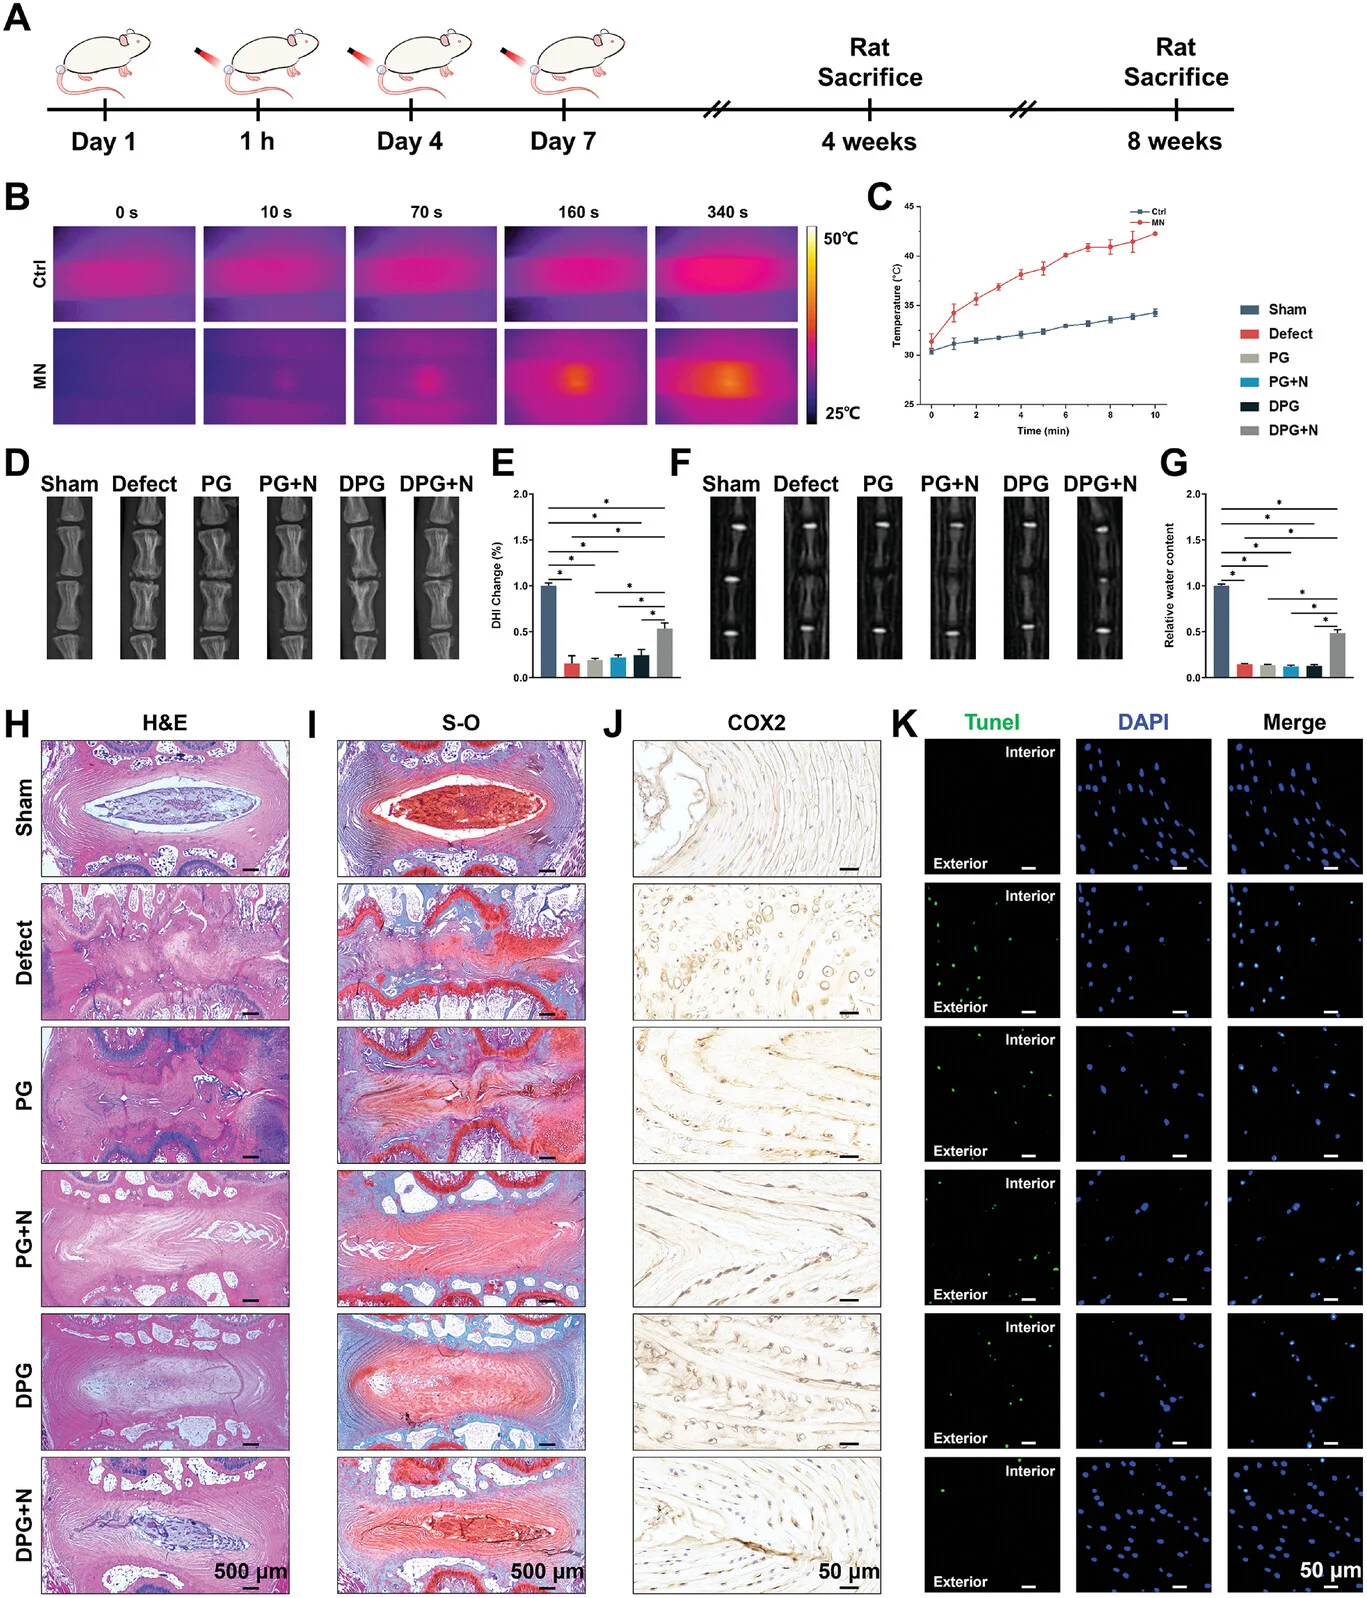 A
Rat
Sacrifice
Rat
Sacrifice
Day 1
1 h
Day 4
Day 7
4 weeks
8 weeks
B
0 s
10 s
70 s
160 s
340 s
Ctrl
MN
50℃
25℃
C
45
40
35
30
25
Temperature (°C)
0
2
4
6
8
10
Time (min)
Ctrl
MN
Sham
Defect
PG
PG+N
DPG
DPG+N
D
Sham
Defect
PG
PG+N
DPG
DPG+N
E
2.0
1.5
1.0
0.5
0.0
DHI Change (%)
*
*
*
*
*
*
*
*
*
F
Sham
Defect
PG
PG+N
DPG
DPG+N
G
2.0
1.5
1.0
0.5
0.0
Relative water content
*
*
*
*
*
*
*
*
*
H
H&E
I
S-O
J
COX2
K
Tunel
DAPI
Merge
Sham
Interior
Exterior
Defect
Interior
Exterior
PG
Interior
Exterior
PG+N
Interior
Exterior
DPG
Interior
Exterior
DPG+N
Interior
Exterior
500 µm
500 µm
50 µm
50 µm